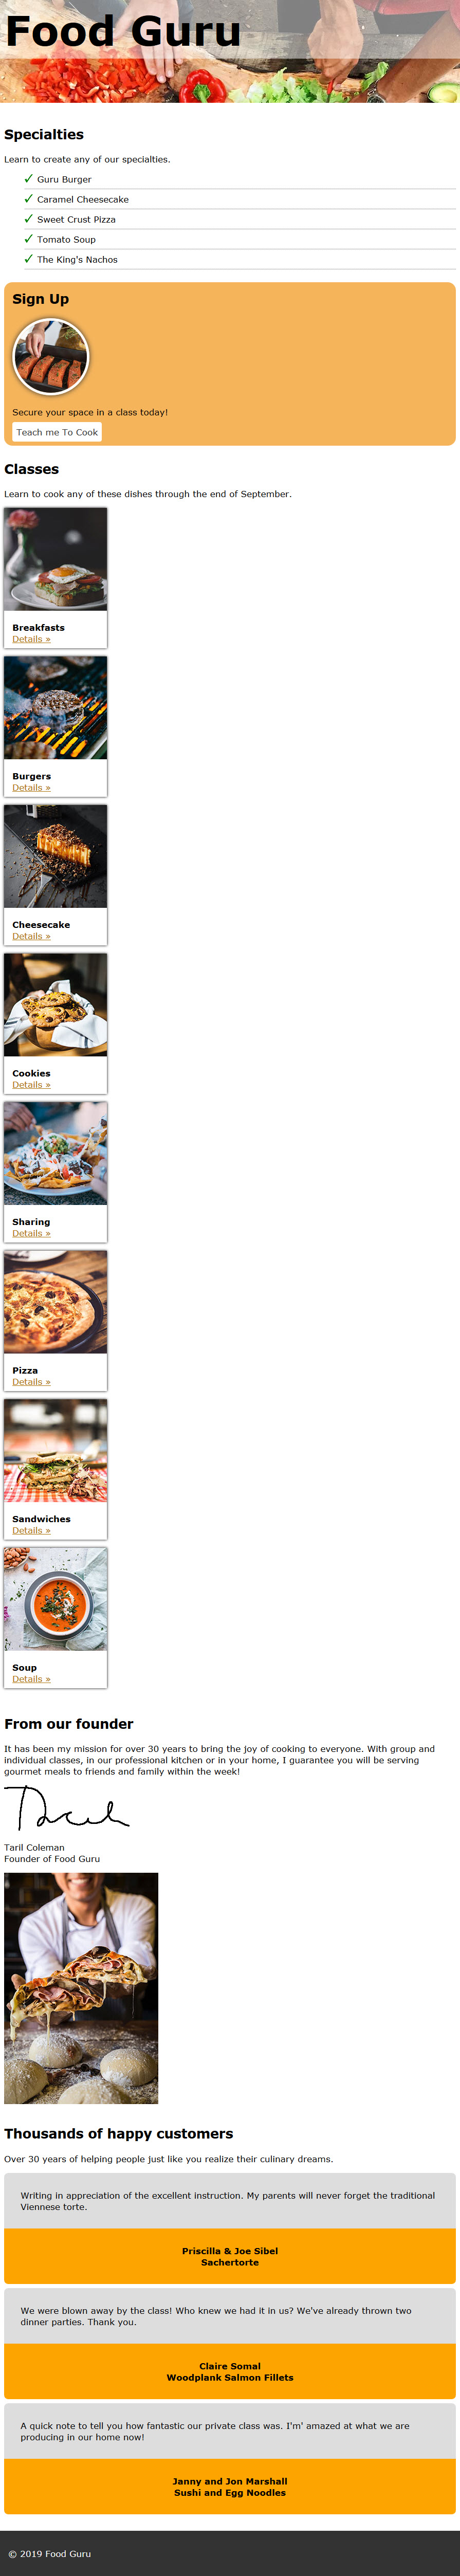 Food Guru
Specialties
Learn to create any of our specialties.
✓ Guru Burger
✓ Caramel Cheesecake
✓ Sweet Crust Pizza
✓ Tomato Soup
✓ The King's Nachos
Sign Up
Secure your space in a class today!
Teach me To Cook
Classes
Learn to cook any of these dishes through the end of September.
Breakfasts
Details »
Burgers
Details »
Cheesecake
Details »
Cookies
Details »
Sharing
Details »
Pizza
Details »
Sandwiches
Details »
Soup
Details »
From our founder
It has been my mission for over 30 years to bring the joy of cooking to everyone. With group and
individual classes, in our professional kitchen or in your home, I guarantee you will be serving
gourmet meals to friends and family within the week!
Taril Coleman
Founder of Food Guru
Thousands of happy customers
Over 30 years of helping people just like you realize their culinary dreams.
Writing in appreciation of the excellent instruction. My parents will never forget the traditional
Viennese torte.
Priscilla & Joe Sibel
Sachertorte
We were blown away by the class! Who knew we had it in us? We've already thrown two
dinner parties. Thank you.
Claire Somal
Woodplank Salmon Fillets
A quick note to tell you how fantastic our private class was. I'm' amazed at what we are
producing in our home now!
Janny and Jon Marshall
Sushi and Egg Noodles
© 2019 Food Guru